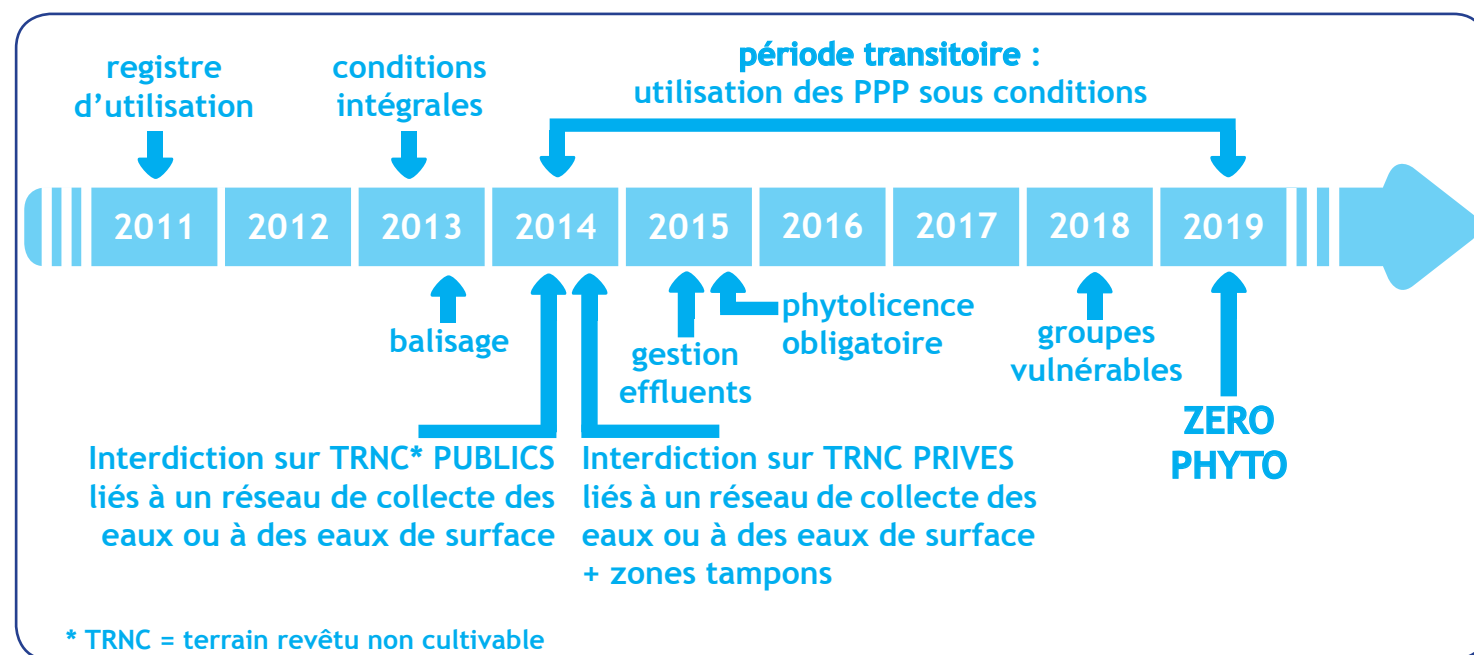 registre
d’utilisation
conditions
intégrales
période transitoire :
utilisation des PPP sous conditions
2011 2012 2013 2014 2015 2016 2017 2018 2019
balisage
gestion
effluents
phytolicence
obligatoire
groupes
vulnérables
ZERO
PHYTO
Interdiction sur TRNC* PUBLICS
liés à un réseau de collecte des
eaux ou à des eaux de surface
Interdiction sur TRNC PRIVES
liés à un réseau de collecte des
eaux ou à des eaux de surface
+ zones tampons
* TRNC = terrain revêtu non cultivable